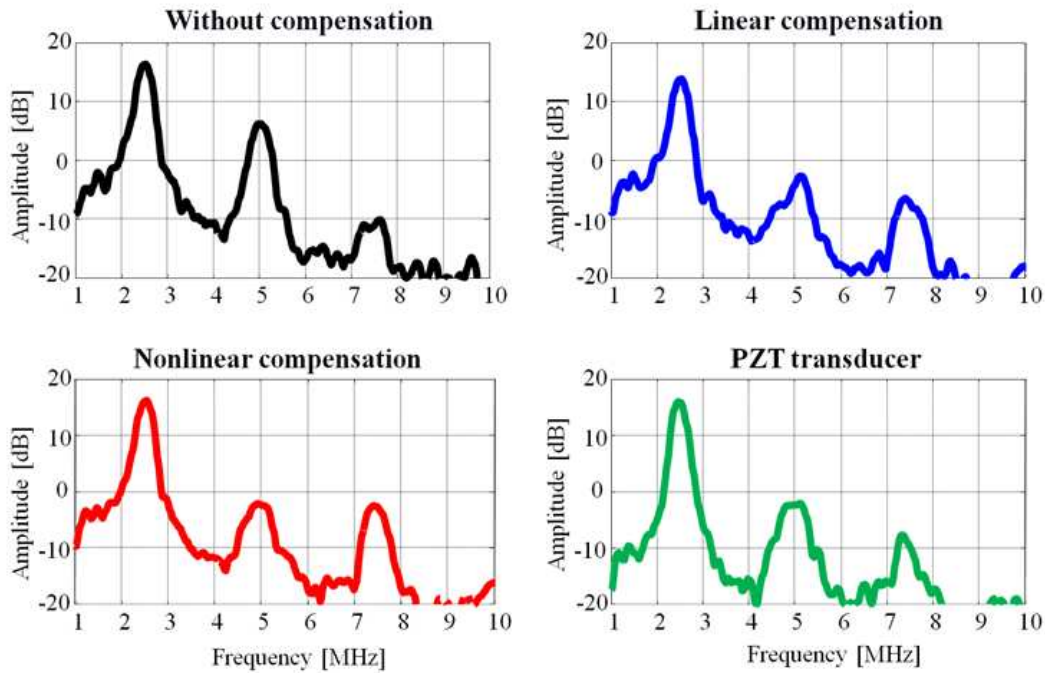 Without compensation
Linear compensation
20
10
0
-10
-20
Amplitude [dB]
1 2 3 4 5 6 7 8 9 10
20
10
0
-10
-20
Amplitude [dB]
1 2 3 4 5 6 7 8 9 10
Nonlinear compensation
PZT transducer
20
10
0
-10
-20
Amplitude [dB]
1 2 3 4 5 6 7 8 9 10
Frequency [MHz]
20
10
0
-10
-20
Amplitude [dB]
1 2 3 4 5 6 7 8 9 10
Frequency [MHz]